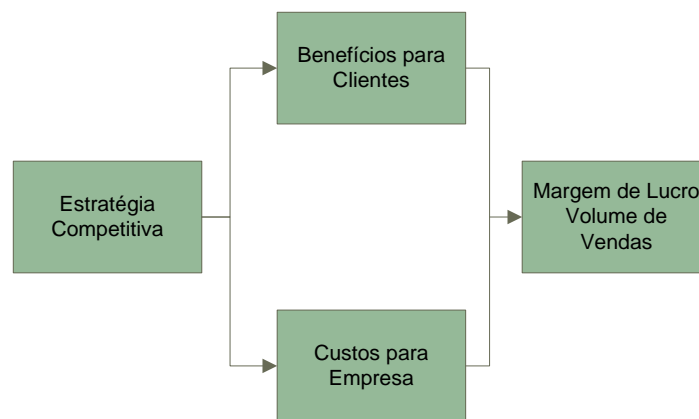 Benefícios para
Clientes
Estratégia
Competitiva
Margem de Lucro
Volume de
Vendas
Custos para
Empresa